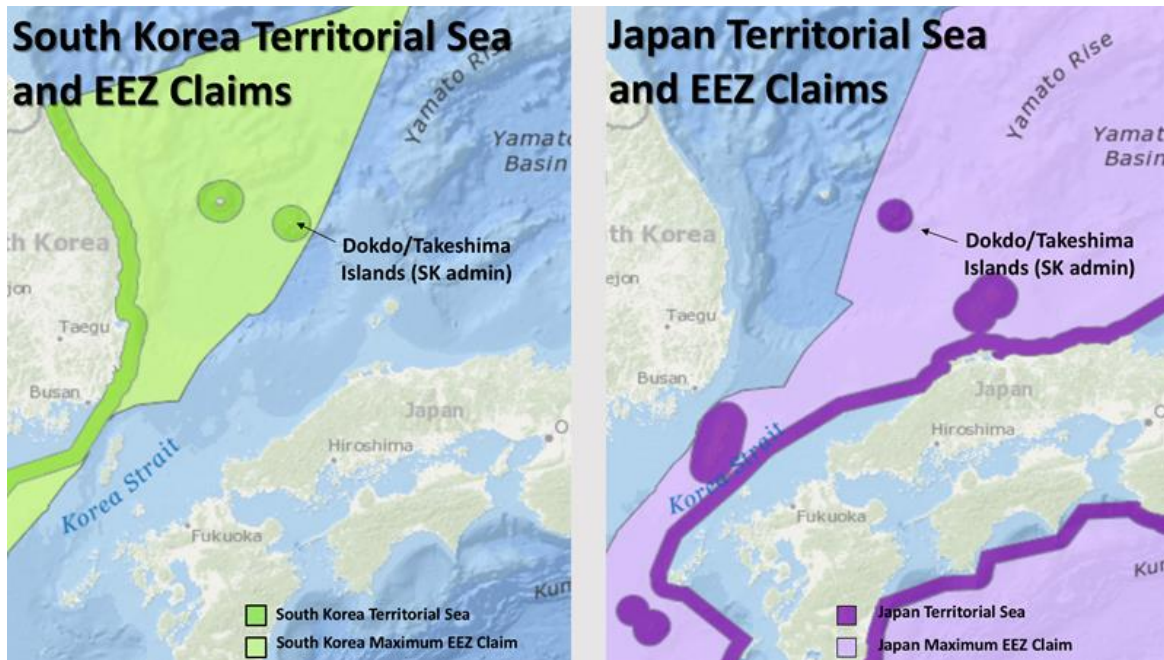 South Korea Territorial Sea
and EEZ Claims
Yamato Rise
Yamato
Basin
th Korea
Dokdo/Takeshima
Islands (SK admin)
jon
Taegu
Busan
Japan
Hiroshima
Korea Strait
Fukuoka
Kun
South Korea Territorial Sea
South Korea Maximum EEZ Claim
Japan Territorial Sea
and EEZ Claims
Yamato Rise
Yamat
Basin
th Korea
Dokdo/Takeshima
Islands (SK admin)
ejon
Taegu
Busan
Japan
O
Hiroshima
Korea Strait
Fukuoka
Kur
Japan Territorial Sea
Japan Maximum EEZ Claim